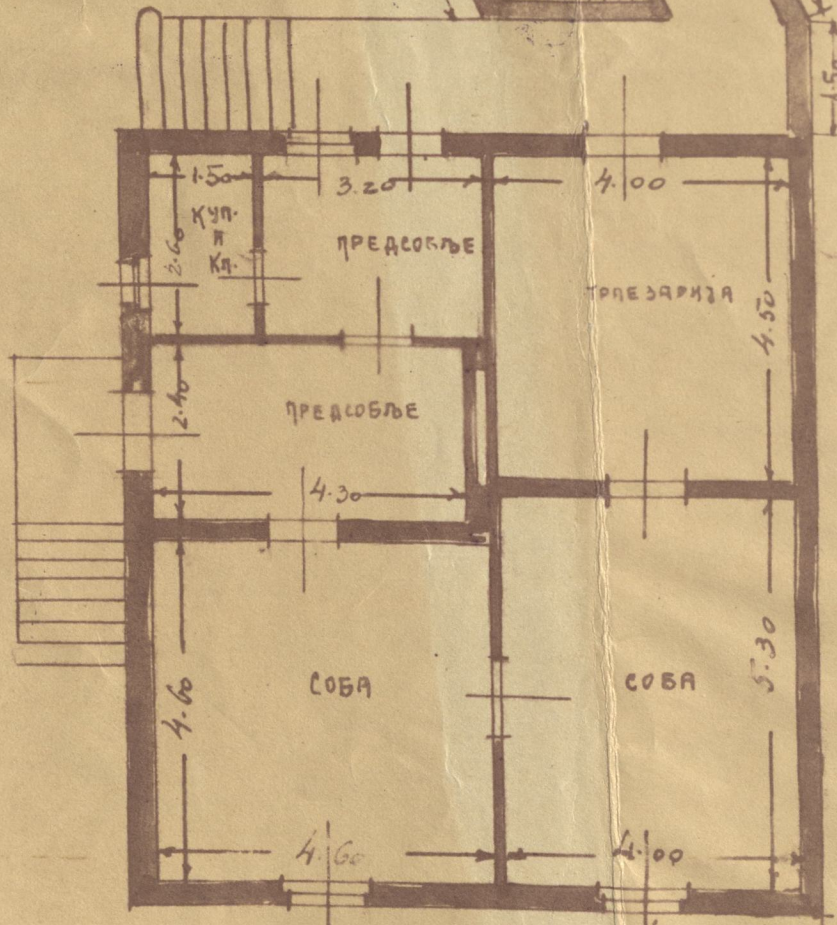 1.50
3.20
4.00
2.60
КУП.
И
КЛ.
ПРЕДСОБЉЕ
ТРПЕЗАРИЈА
4.50
2.40
ПРЕДСОБЉЕ
4.30
СОБА
СОБА
5.30
4.60
4.60
4.00